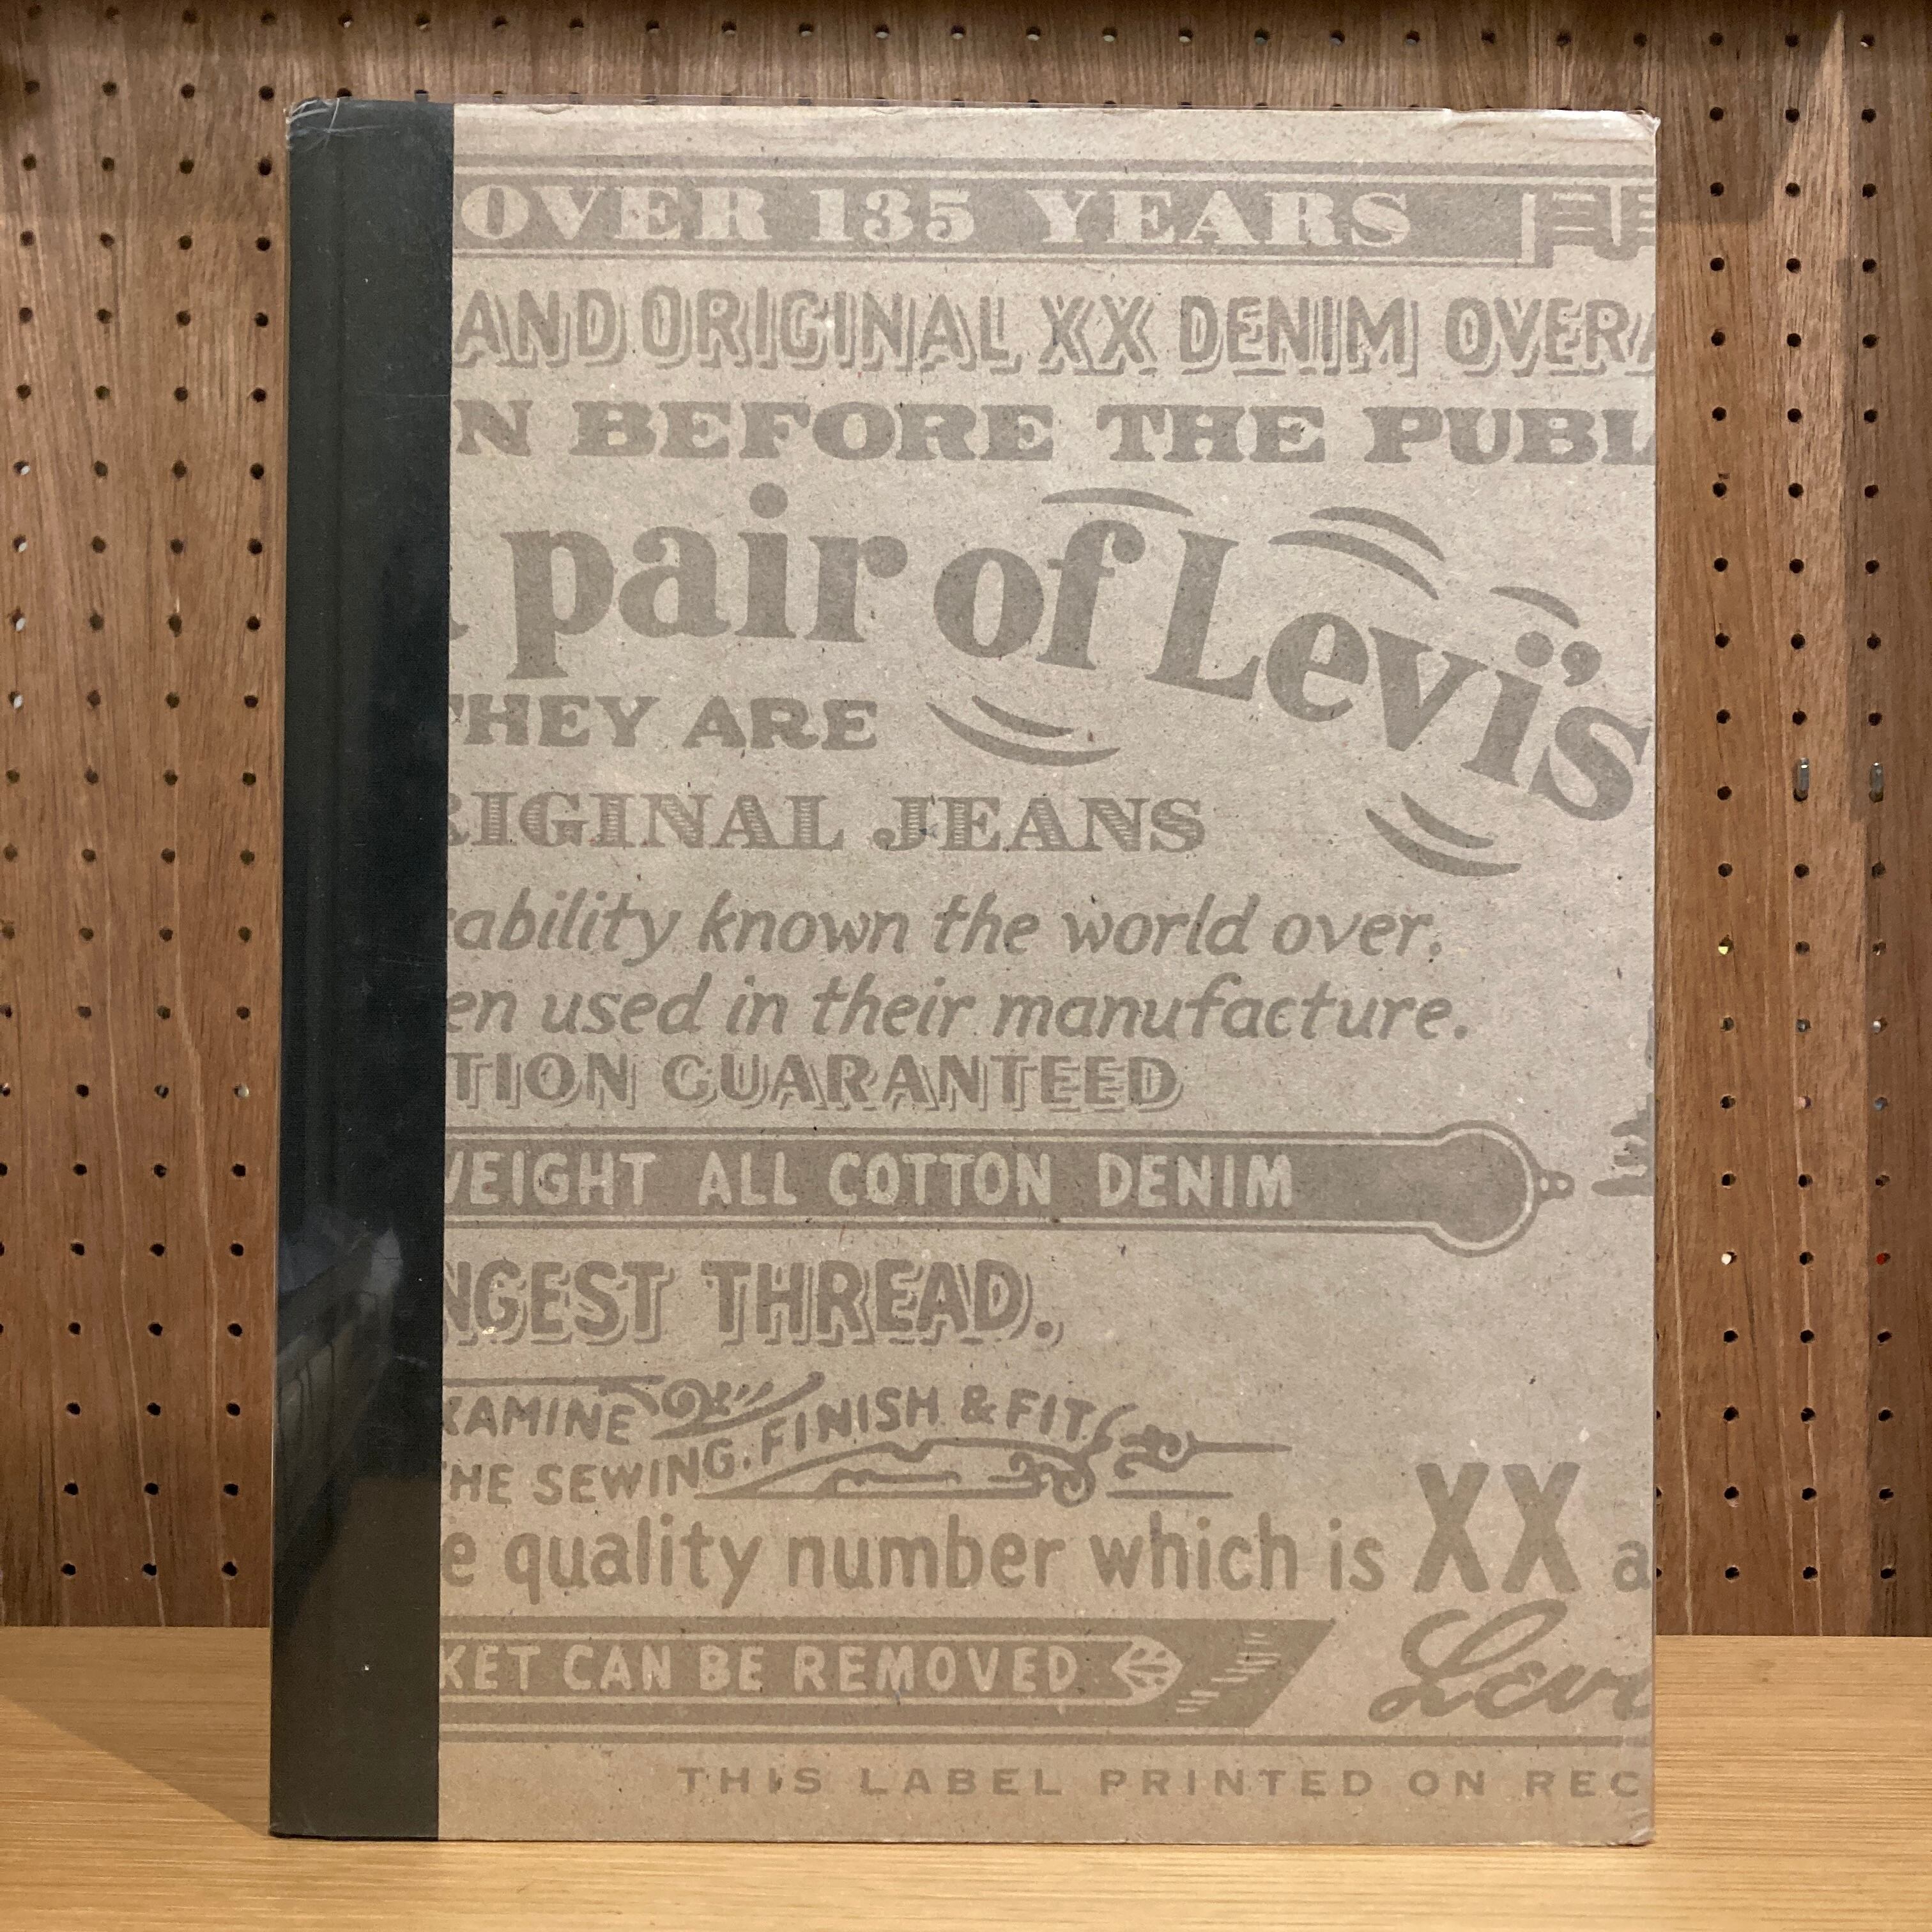 OVER 135 YEARS
AND ORIGINAL XX DENIM OVERA
N BEFORE THE PUBL
pair of Levi's
THEY ARE
RIGINAL JEANS
ability known the world over.
en used in their manufacture.
TION GUARANTEED
WEIGHT ALL COTTON DENIM
NGEST THREAD.
XAMINE
THE SEWING, FINISH & FIT
e quality number which is XX a
KET CAN BE REMOVED
Levi
THIS LABEL PRINTED ON REC